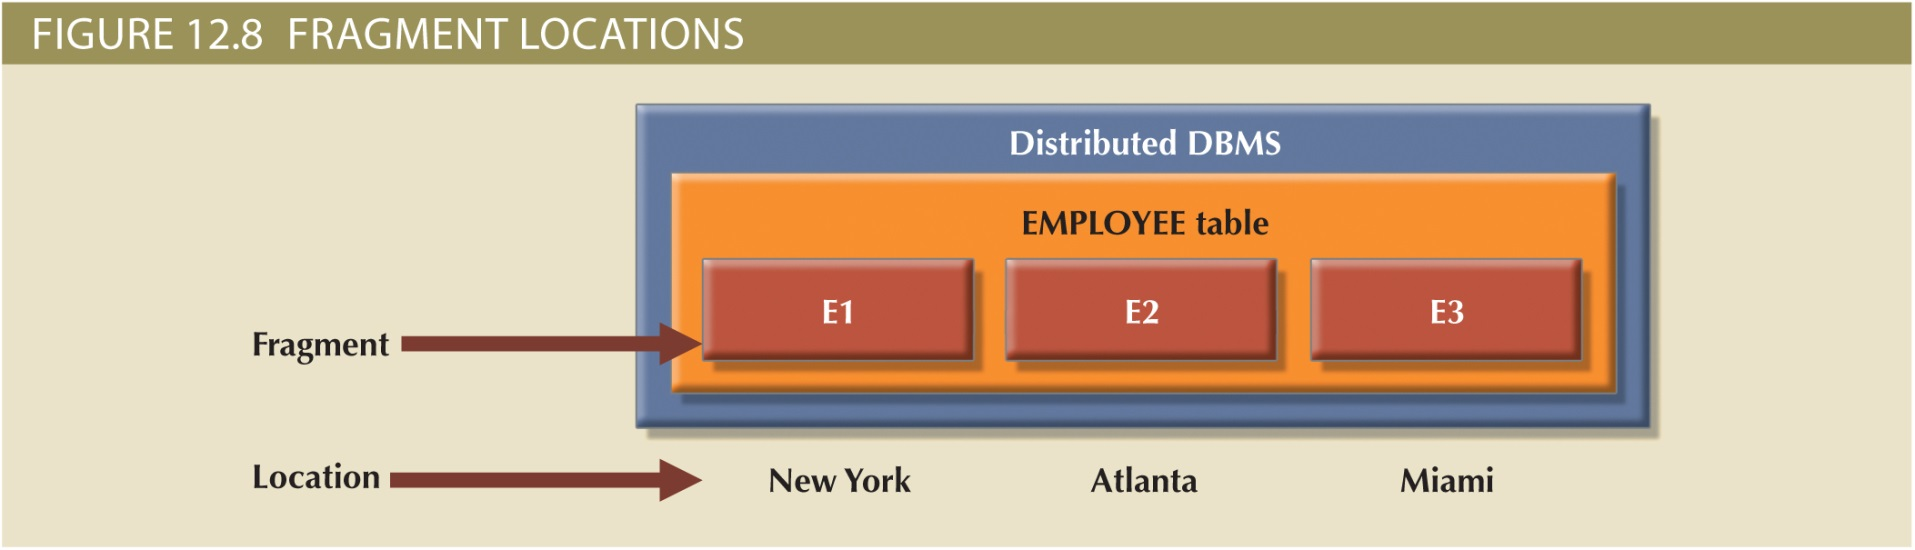 FIGURE 12.8 FRAGMENT LOCATIONS
Distributed DBMS
EMPLOYEE table
E1 E2 E3
Fragment
Location New York Atlanta Miami